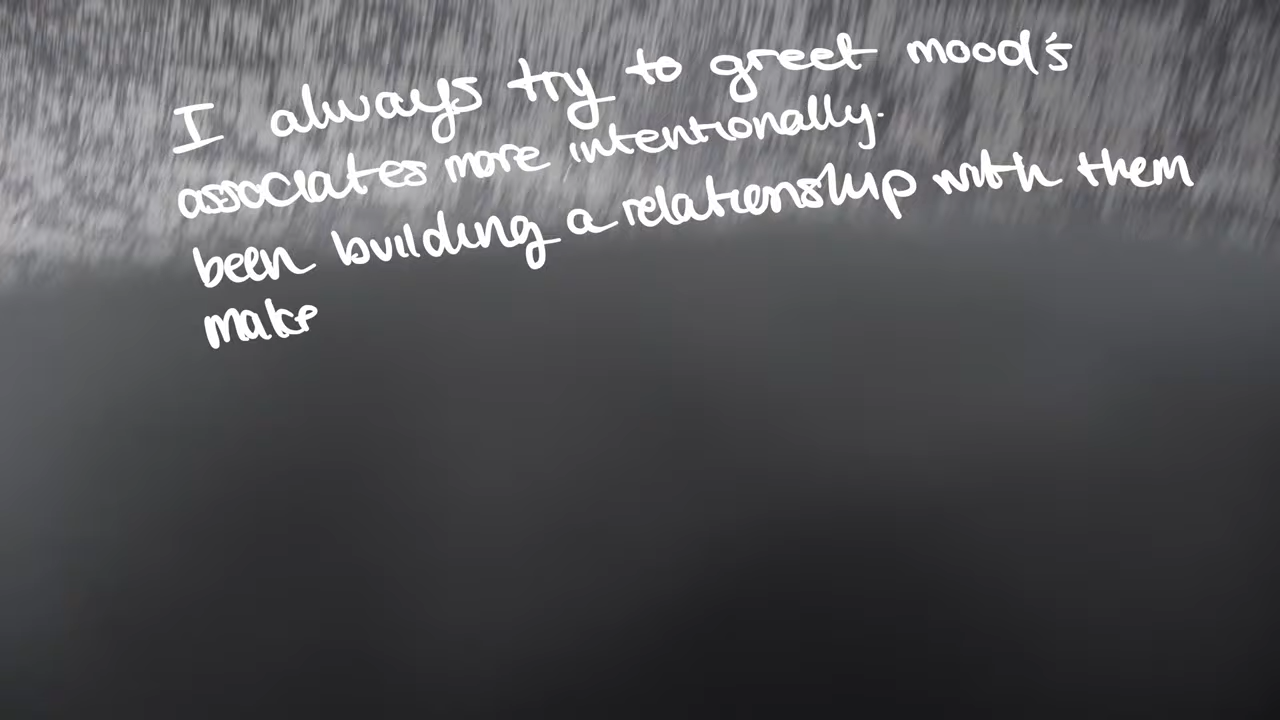 I always try to greet mood's
associates more intentionally.
been building a relationship with them
make